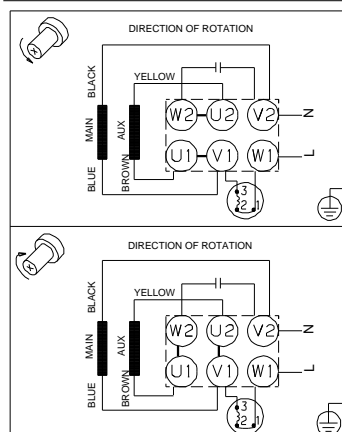 DIRECTION OF ROTATION
BLACK
YELLOW
MAIN
AUX
W2 U2 V2 N
U1 V1 W1 L
BLUE
BROWN
3
2 1
DIRECTION OF ROTATION
BLACK
YELLOW
MAIN
AUX
W2 U2 V2 N
U1 V1 W1 L
BLUE
BROWN
3
2 1